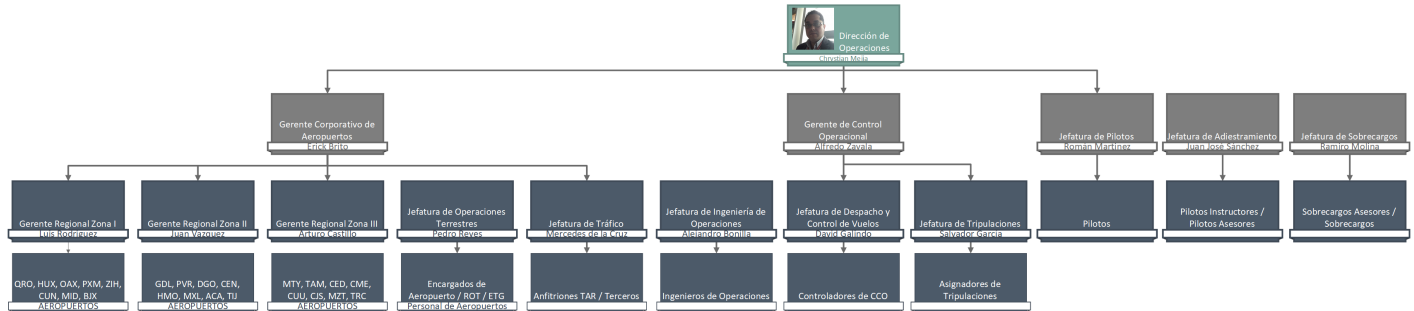 Dirección de
Operaciones
Chrystian Mejía
Gerente Corporativo de
Aeropuertos
Erick Brito
Gerente de Control
Operacional
Alfredo Zavala
Jefatura de Pilotos
Román Martínez
Jefatura de Adiestramiento
Juan José Sánchez
Jefatura de Sobrecargos
Ramiro Molina
Gerente Regional Zona I
Luis Rodríguez
Gerente Regional Zona II
Juan Vazquez
Gerente Regional Zona III
Arturo Castillo
Jefatura de Operaciones
Terrestres
Pedro Reyes
Jefatura de Tráfico
Mercedes de la Cruz
Jefatura de Ingeniería de
Operaciones
Alejandro Bonilla
Jefatura de Despacho y
Control de Vuelos
David Galindo
Jefatura de Tripulaciones
Salvador García
Pilotos
Pilotos Instructores /
Pilotos Asesores
Sobrecargos Asesores /
Sobrecargos
QRO, HUX, OAX, PXM, ZIH,
CUN, MID, BJX
AEROPUERTOS
GDL, PVR, DGO, CEN,
HMO, MXL, ACA, TIJ
AEROPUERTOS
MTY, TAM, CED, CME,
CUU, CJS, MZT, TRC
AEROPUERTOS
Encargados de
Aeropuerto / ROT / ETG
Personal de Aeropuertos
Anfitriones TAR / Terceros
Ingenieros de Operaciones
Controladores de CCO
Asignadores de
Tripulaciones